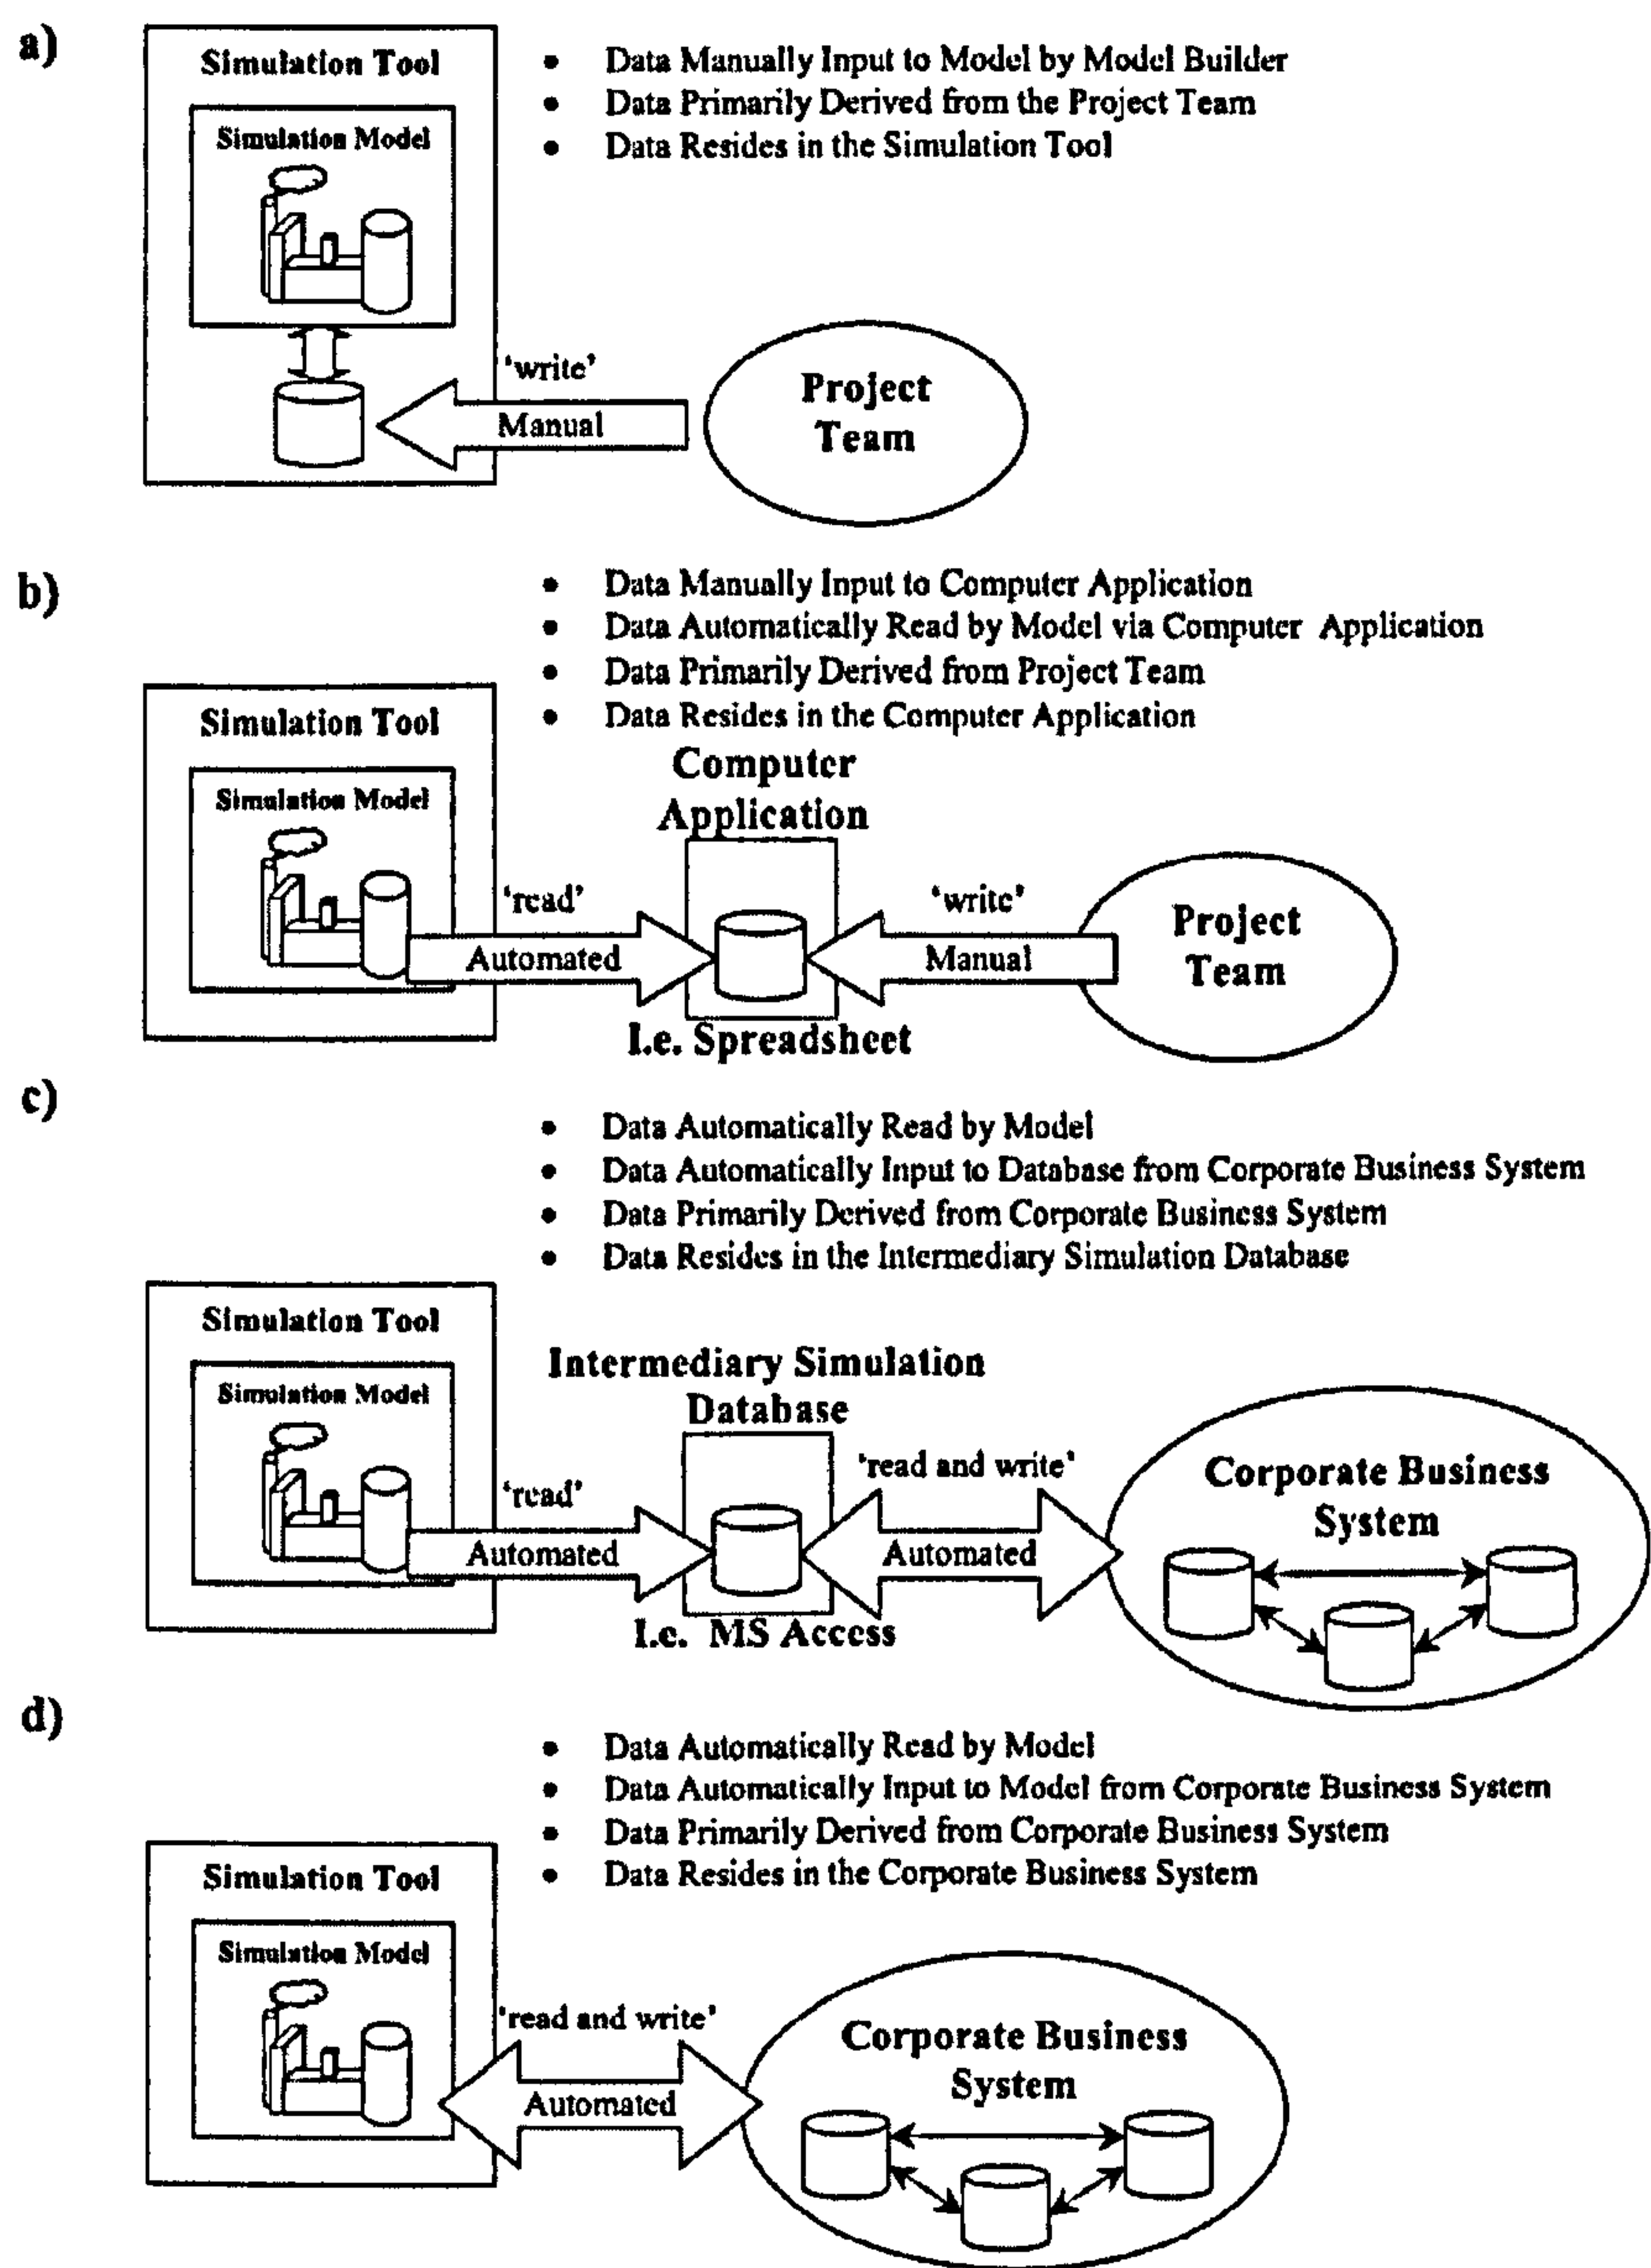 a)
Simulation Tool
Simulation Model
• Data Manually Input to Model by Model Builder
• Data Primarily Derived from the Project Team
• Data Resides in the Simulation Tool
'write'
Manual
Project
Team
b)
• Data Manually Input to Computer Application
• Data Automatically Read by Model via Computer Application
• Data Primarily Derived from Project Team
• Data Resides in the Computer Application
Simulation Tool
Simulation Model
Computer
Application
'read'
Automated
'write'
Manual
Project
Team
I.e. Spreadsheet
c)
• Data Automatically Read by Model
• Data Automatically Input to Database from Corporate Business System
• Data Primarily Derived from Corporate Business System
• Data Resides in the Intermediary Simulation Database
Simulation Tool
Simulation Model
Intermediary Simulation
Database
'read'
Automated
'read and write'
Automated
Corporate Business
System
I.e. MS Access
d)
• Data Automatically Read by Model
• Data Automatically Input to Model from Corporate Business System
• Data Primarily Derived from Corporate Business System
• Data Resides in the Corporate Business System
Simulation Tool
Simulation Model
'read and write'
Automated
Corporate Business
System